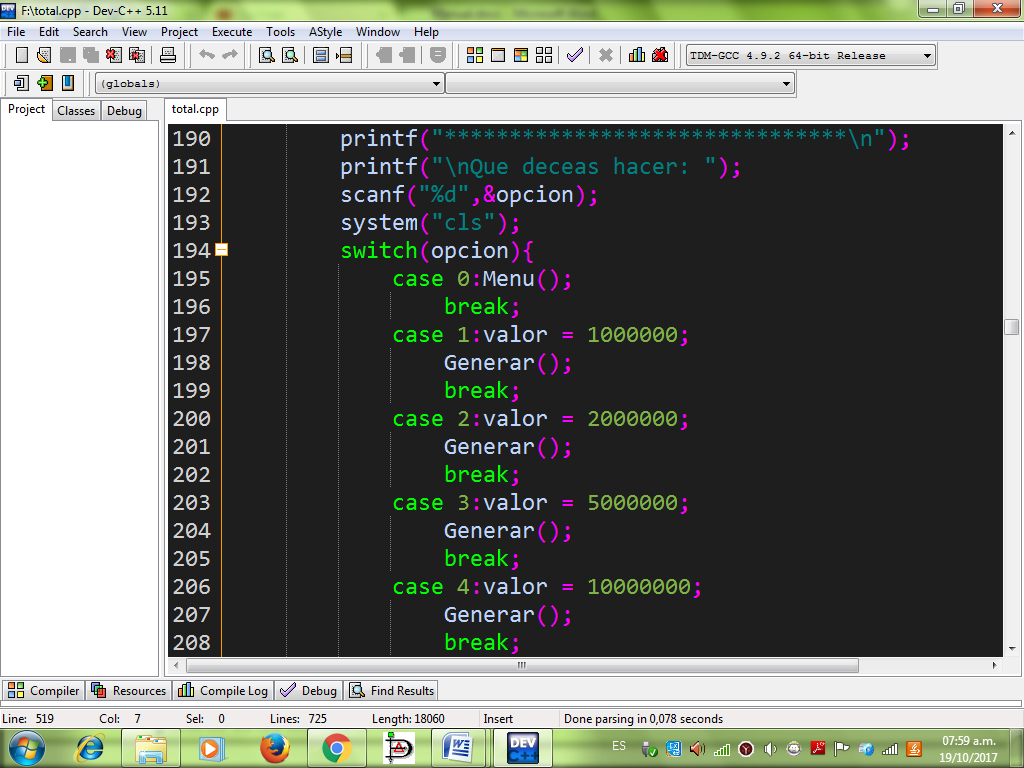 F:\total.cpp - Dev-C++ 5.11
File Edit Search View Project Execute Tools AStyle Window Help
TDM-GCC 4.9.2 64-bit Release
(globals)
Project Classes Debug
total.cpp
190 printf("*******************************\n");
191 printf("\nQue deceas hacer: ");
192 scanf("%d",&opcion);
193 system("cls");
194 switch(opcion){
195 case 0:Menu();
196 break;
197 case 1:valor = 1000000;
198 Generar();
199 break;
200 case 2:valor = 2000000;
201 Generar();
202 break;
203 case 3:valor = 5000000;
204 Generar();
205 break;
206 case 4:valor = 10000000;
207 Generar();
208 break;
Compiler Resources Compile Log Debug Find Results
Line: 519 Col: 7 Sel: 0 Lines: 725 Length: 18060 Insert Done parsing in 0,078 seconds
DEV C++
ES
07:59 a.m.
19/10/2017